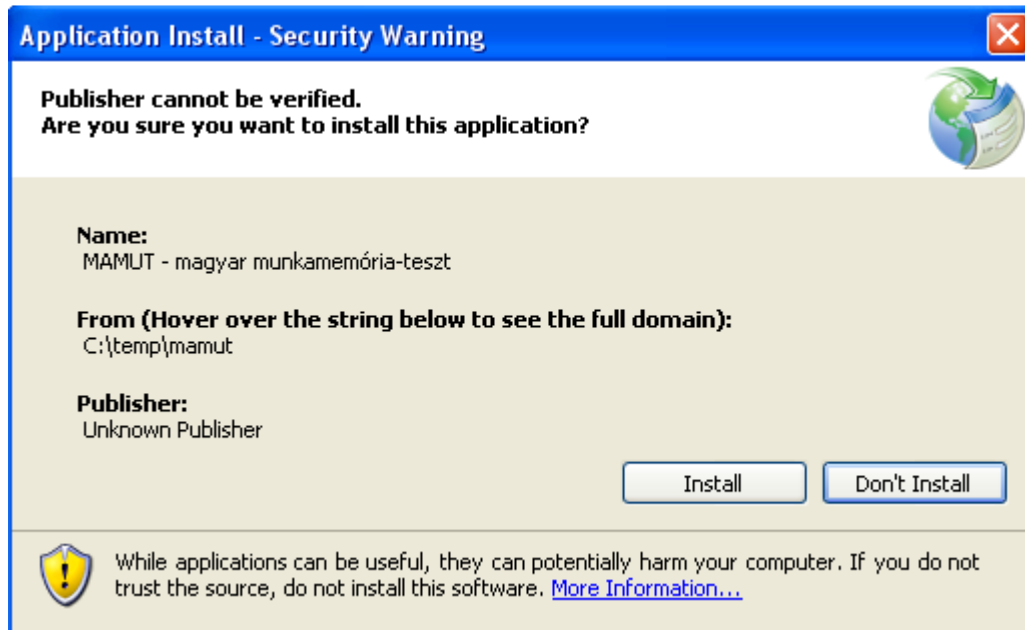 Application Install - Security Warning
Publisher cannot be verified.
Are you sure you want to install this application?
Name:
MAMUT - magyar munkamemória-teszt
From (Hover over the string below to see the full domain):
C:\temp\mamut
Publisher:
Unknown Publisher
Install
Don't Install
While applications can be useful, they can potentially harm your computer. If you do not
trust the source, do not install this software. More Information...